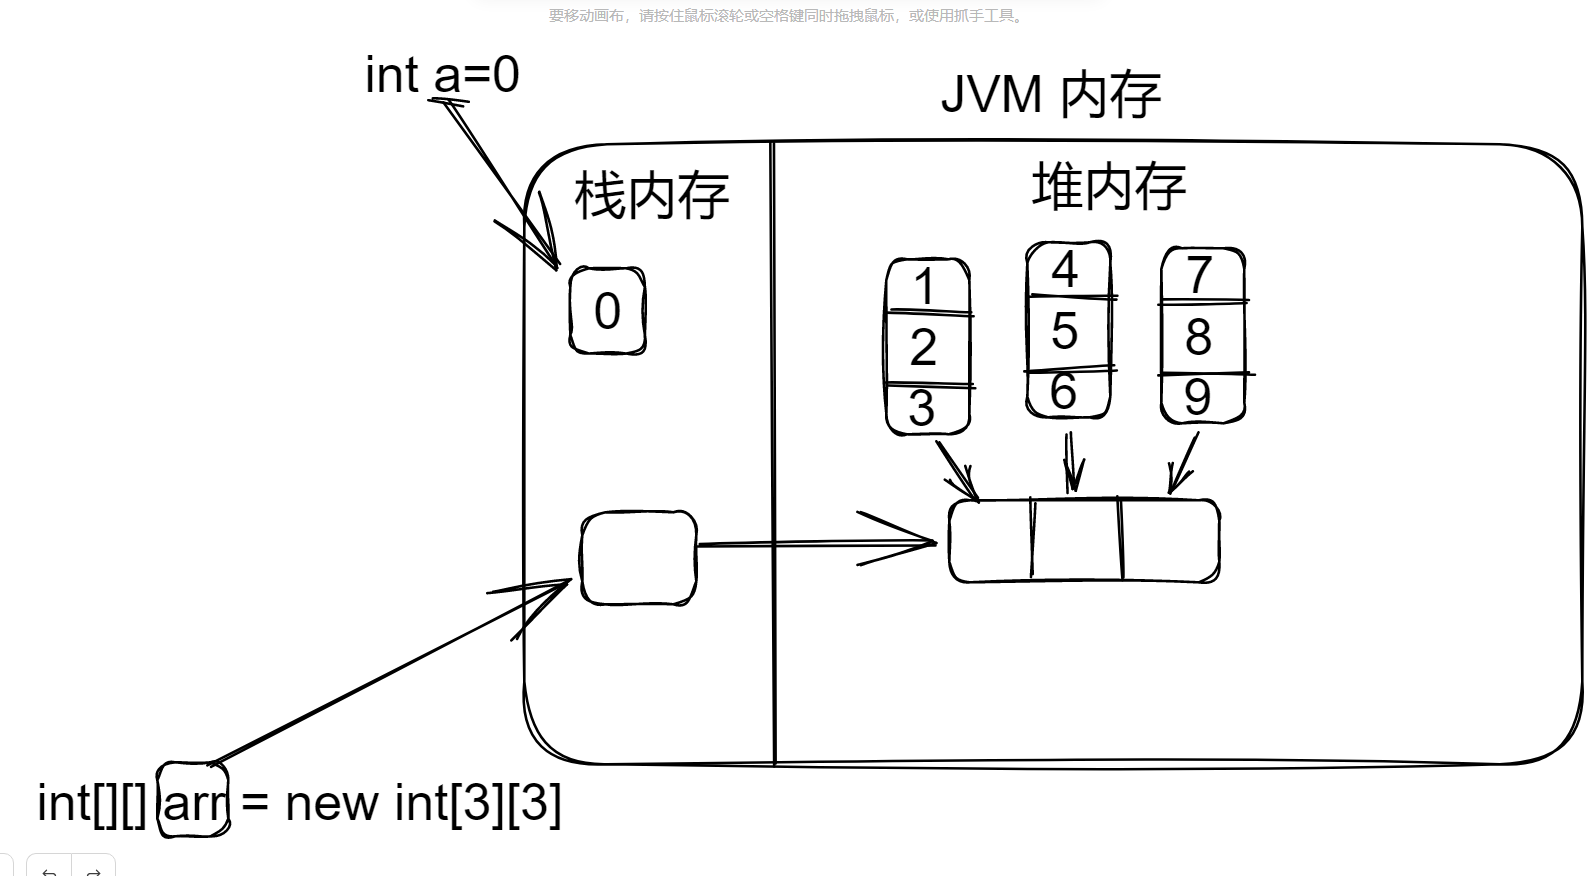 要移动画布，请按住鼠标滚轮或空格键同时拖拽鼠标，或使用抓手工具。
int a=0
JVM 内存
栈内存
堆内存
0
1
2
3
4
5
6
7
8
9
int[][] arr = new int[3][3]